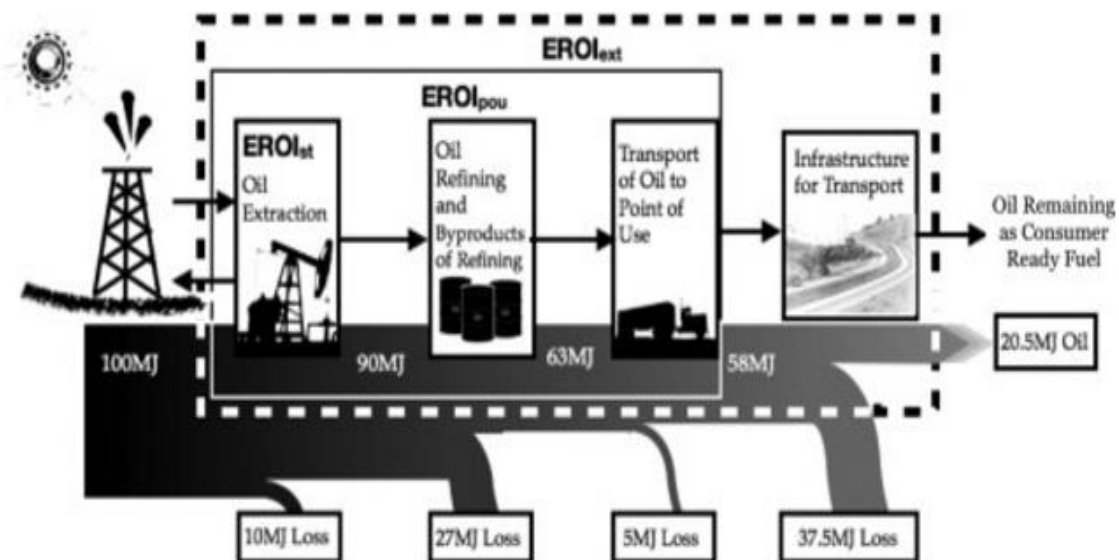 EROIext
EROIpou
EROIst
Oil
Extraction
Oil
Refining
and
Byproducts
of Refining
Transport
of Oil to
Point of
Use
Infrastructure
for Transport
Oil Remaining
as Consumer
Ready Fuel
100MJ
90MJ
63MJ
58MJ
20.5MJ Oil
10MJ Loss
27MJ Loss
5MJ Loss
37.5MJ Loss